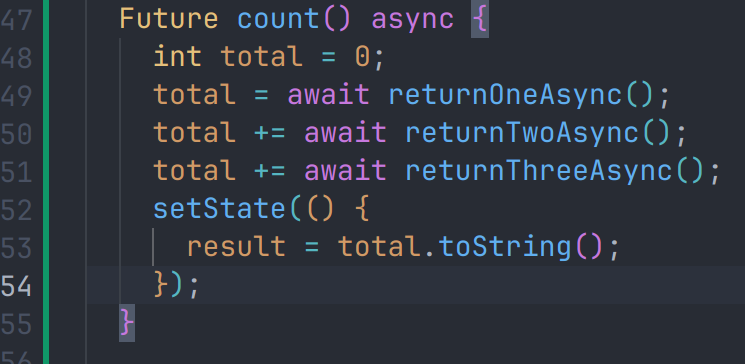 47 Future count() async {
48 int total = 0;
49 total = await returnOneAsync();
50 total += await returnTwoAsync();
51 total += await returnThreeAsync();
52 setState(() {
53 result = total.toString();
54 });
55 }
56